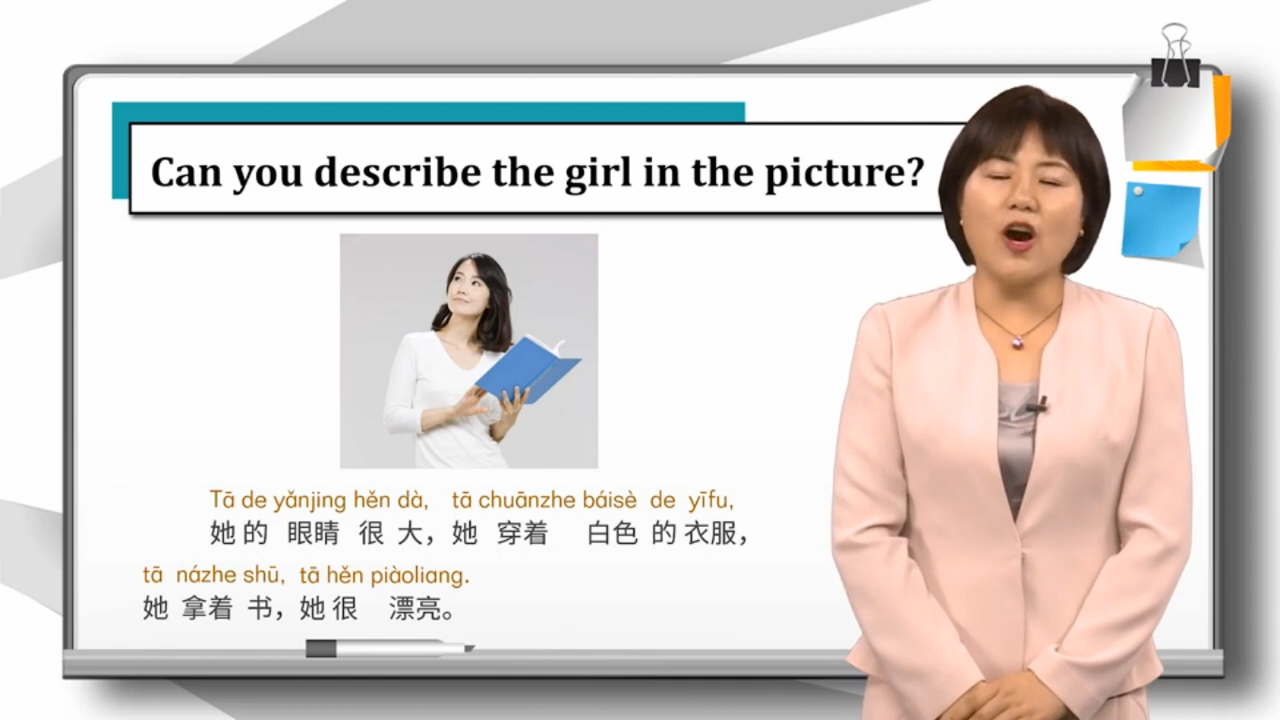 Can you describe the girl in the picture?
Tā de yǎnjing hěn dà, tā chuānzhe báisè de yīfu,
她的 眼睛 很 大，她 穿着 白色 的衣服，
tā názhe shū, tā hěn piàoliang.
她 拿着 书，她很 漂亮。